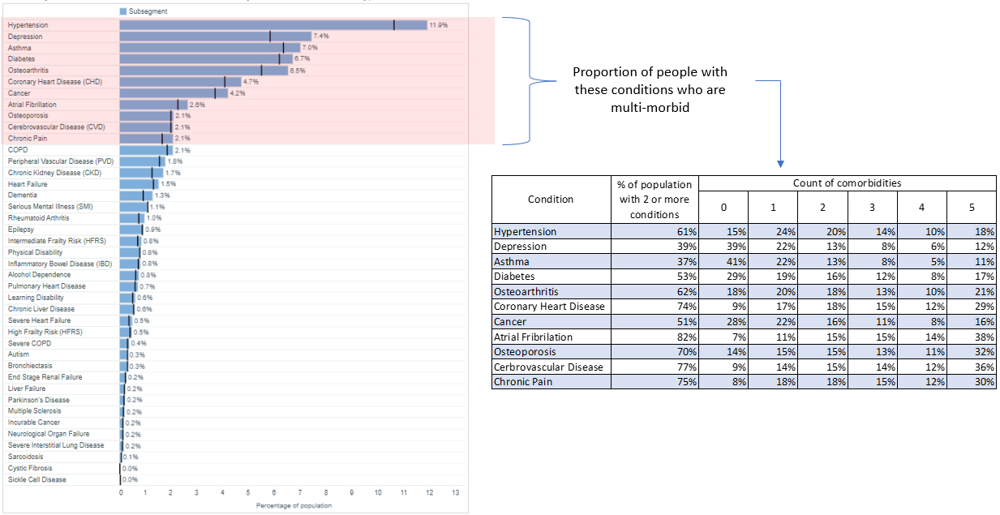 Subsegment
Hypertension 11.9%
Depression 7.4%
Asthma 7.0%
Diabetes 6.7%
Osteoarthritis 6.5%
Coronary Heart Disease (CHD) 4.7%
Cancer 4.2%
Atrial Fibrillation 2.6%
Osteoporosis 2.1%
Cerebrovascular Disease (CVD) 2.1%
Chronic Pain 2.1%
COPD 2.1%
Peripheral Vascular Disease (PVD) 1.8%
Chronic Kidney Disease (CKD) 1.7%
Heart Failure 1.5%
Dementia 1.3%
Serious Mental Illness (SMI) 1.1%
Rheumatoid Arthritis 1.0%
Epilepsy 0.9%
Intermediate Frailty Risk (HFRS) 0.8%
Physical Disability 0.8%
Inflammatory Bowel Disease (IBD) 0.8%
Alcohol Dependence 0.8%
Pulmonary Heart Disease 0.7%
Learning Disability 0.6%
Chronic Liver Disease 0.6%
Severe Heart Failure 0.5%
High Frailty Risk (HFRS) 0.5%
Severe COPD 0.4%
Autism 0.3%
Bronchiectasis 0.3%
End Stage Renal Failure 0.2%
Liver Failure 0.2%
Parkinson's Disease 0.2%
Multiple Sclerosis 0.2%
Incurable Cancer 0.2%
Neurological Organ Failure 0.2%
Severe Interstitial Lung Disease 0.2%
Sarcoidosis 0.1%
Cystic Fibrosis 0.0%
Sickle Cell Disease 0.0%
0 1 2 3 4 5 6 7 8 9 10 11 12 13
Percentage of population
Proportion of people with
these conditions who are
multi-morbid
Condition
% of population
with 2 or more
conditions
Count of comorbidities
0 1 2 3 4 5
Hypertension 61% 15% 24% 20% 14% 10% 18%
Depression 39% 39% 22% 13% 8% 6% 12%
Asthma 37% 41% 22% 13% 8% 5% 11%
Diabetes 53% 29% 19% 16% 12% 8% 17%
Osteoarthritis 62% 18% 20% 18% 13% 10% 21%
Coronary Heart Disease 74% 9% 17% 18% 15% 12% 29%
Cancer 51% 28% 22% 16% 11% 8% 16%
Atrial Fribrilation 82% 7% 11% 15% 15% 14% 38%
Osteoporosis 70% 14% 15% 15% 13% 11% 32%
Cerbrovascular Disease 77% 9% 14% 15% 14% 12% 36%
Chronic Pain 75% 8% 18% 18% 15% 12% 30%